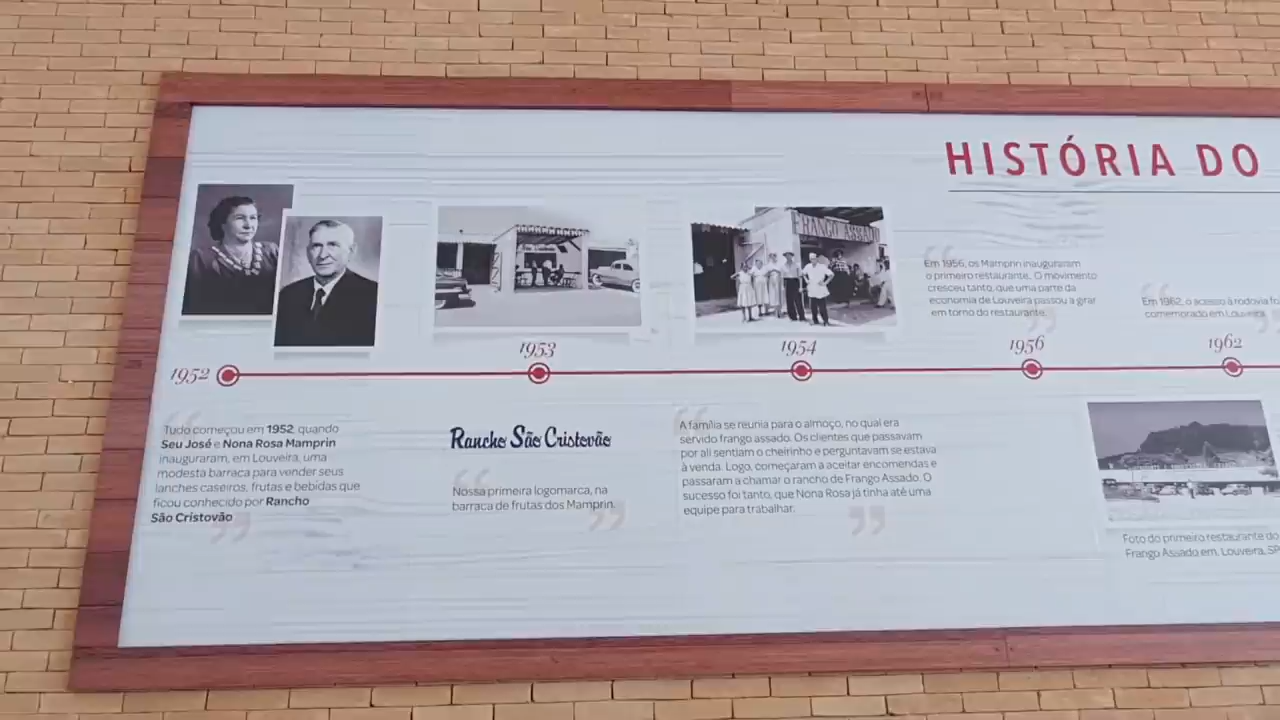 HISTÓRIA DO
FRANGO ASSADO
Em 1956, os Mamprin inauguraram
o primeiro restaurante. O movimento
cresceu tanto, que uma parte da
economia de Louveira passou a girar
em torno do restaurante.
Em 1962, o acesso à rodovia fo
comemorado em Louveira.
1952
1953
1954
1956
1962
Tudo começou em 1952, quando
Seu José e Nona Rosa Mamprin
inauguraram, em Louveira, uma
modesta barraca para vender seus
lanches caseiros, frutas e bebidas que
ficou conhecido por Rancho
São Cristovão
Rancho São Cristovão
Nossa primeira logomarca, na
barraca de frutas dos Mamprin.
A família se reunia para o almoço, no qual era
servido frango assado. Os clientes que passavam
por ali sentiam o cheirinho e perguntavam se estava
à venda. Logo, começaram a aceitar encomendas e
passaram a chamar o rancho de Frango Assado. O
sucesso foi tanto, que Nona Rosa já tinha até uma
equipe para trabalhar.
Foto do primeiro restaurante do
Frango Assado em, Louveira, SP